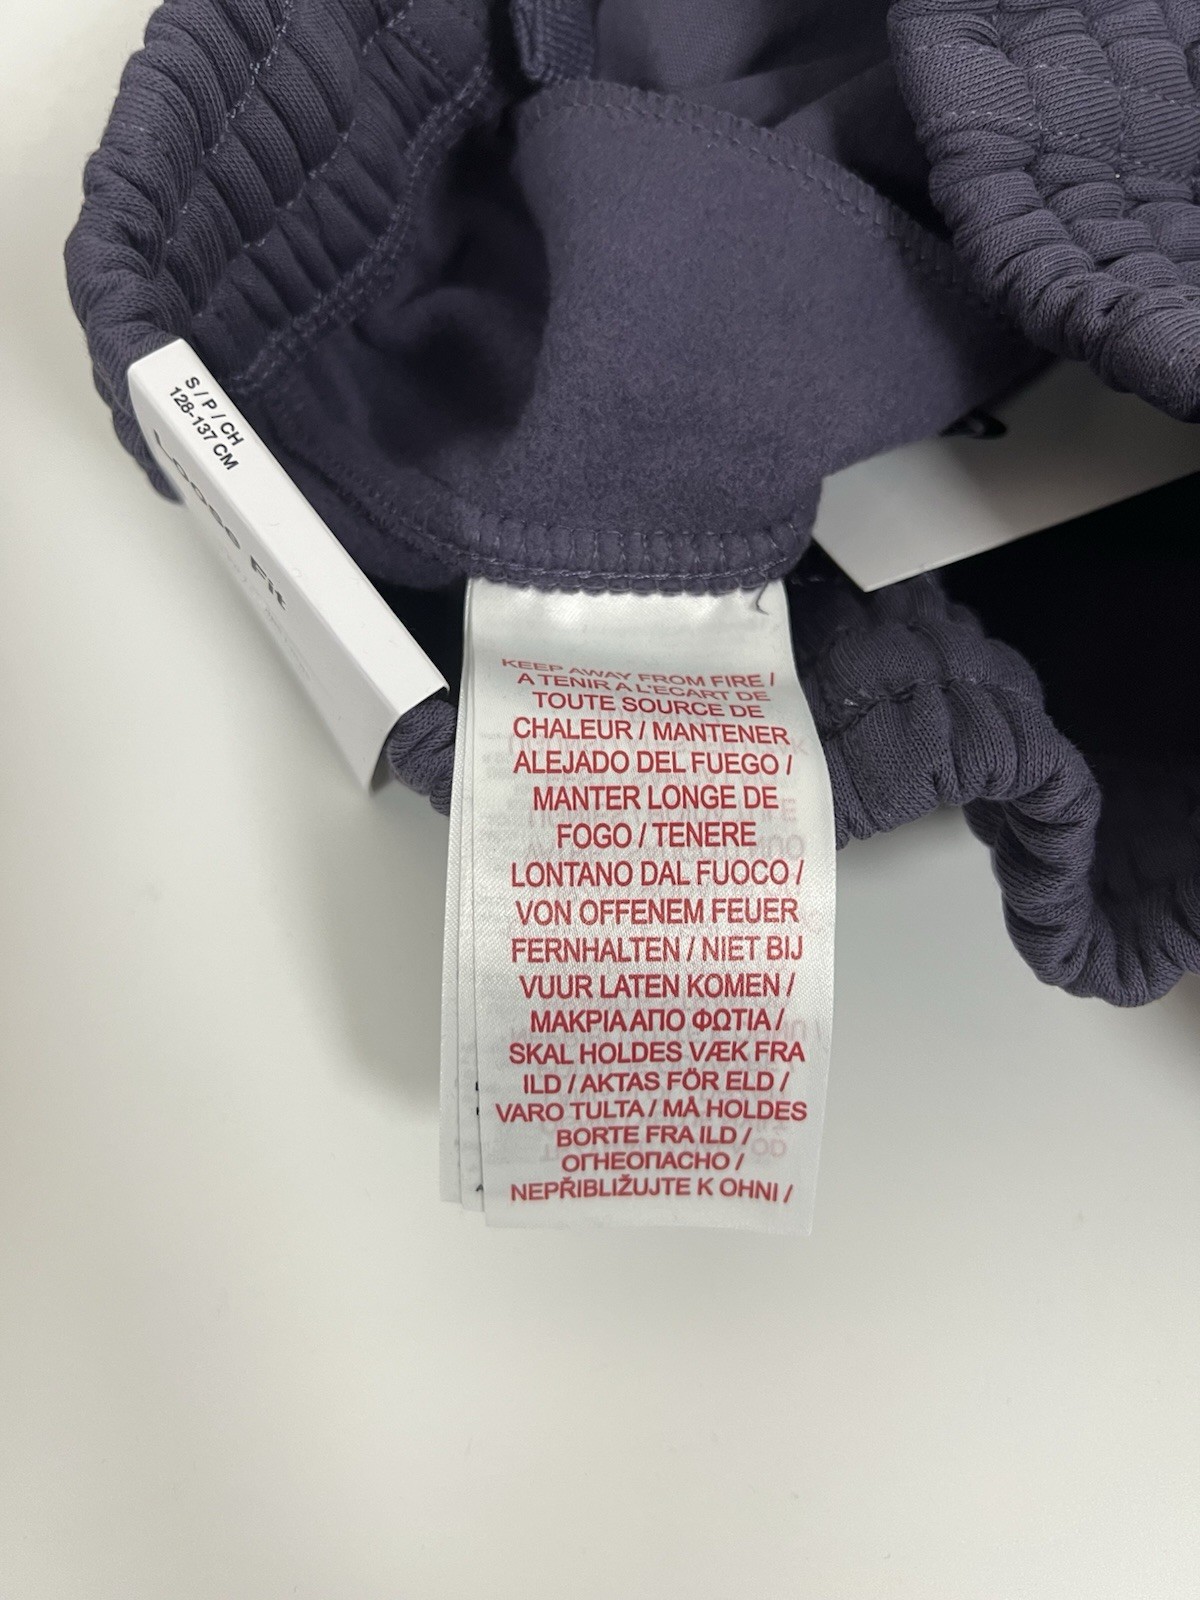 S / P / CH
128-137 CM
Loose Fit
KEEP AWAY FROM FIRE /
A TENIR A L'ECART DE
TOUTE SOURCE DE
CHALEUR / MANTENER
ALEJADO DEL FUEGO /
MANTER LONGE DE
FOGO / TENERE
LONTANO DAL FUOCO /
VON OFFENEM FEUER
FERNHALTEN / NIET BIJ
VUUR LATEN KOMEN /
ΜΑΚΡΙΑ ΑΠΟ ΦΩΤΙΑ /
SKAL HOLDES VÆK FRA
ILD / AKTAS FÖR ELD /
VARO TULTA / MÅ HOLDES
BORTE FRA ILD /
ОГНЕОПАСНО /
NEPŘIBLIŽUJTE K OHNI /